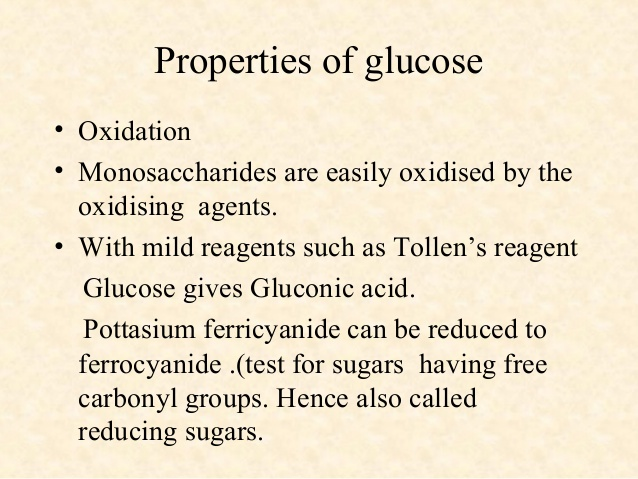 Properties of glucose
• Oxidation
• Monosaccharides are easily oxidised by the
oxidising agents.
• With mild reagents such as Tollen’s reagent
Glucose gives Gluconic acid.
Pottasium ferricyanide can be reduced to
ferrocyanide .(test for sugars having free
carbonyl groups. Hence also called
reducing sugars.